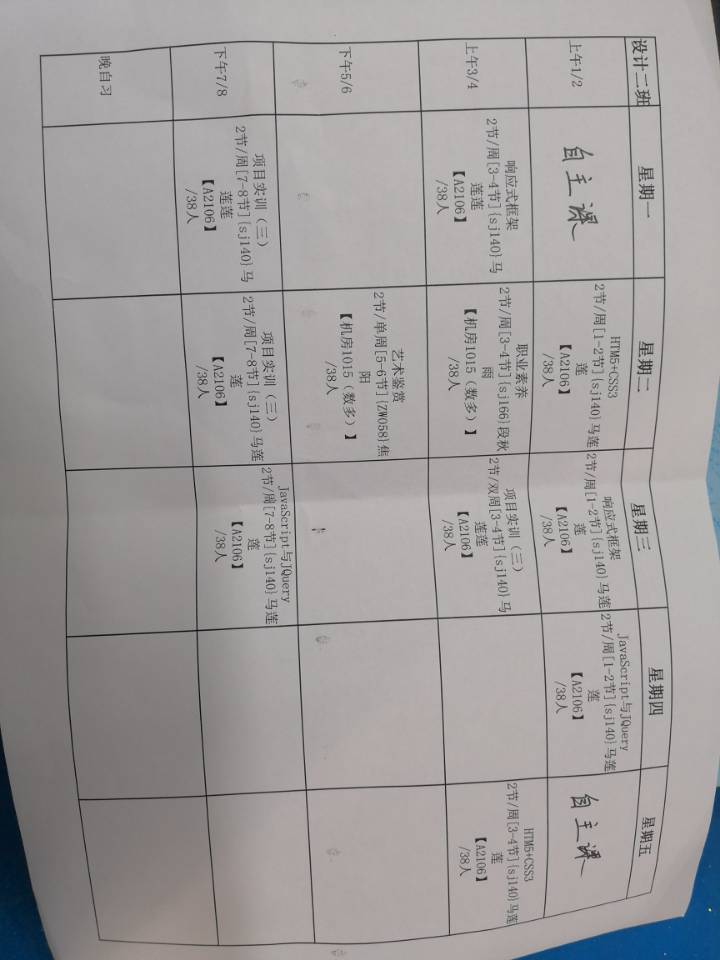 设计二班 星期一 星期二 星期三 星期四 星期五
上午1/2
自主课
HTM5+CSS3
2节/周[1-2节]{sj140}马莲
莲
【A2106】
/38人
响应式框架
2节/周[1-2节]{sj140}马莲
莲
【A2106】
/38人
JavaScript与JQuery
2节/周[1-2节]{sj140}马莲
莲
【A2106】
/38人
自主课
上午3/4
响应式框架
2节/周[3-4节]{sj140}马
莲莲
【A2106】
/38人
职业素养
2节/周[3-4节]{sj166}段秋
雨
【机房1015（数多）】
/38人
项目实训（三）
2节/双周[3-4节]{sj140}马
莲莲
【A2106】
/38人
HTM5+CSS3
2节/周[3-4节]{sj140}马莲
莲
【A2106】
/38人
下午5/6
艺术鉴赏
2节/单周[5-6节]{ZW058}焦
阳
【机房1015（数多）】
/38人
下午7/8
项目实训（三）
2节/周[7-8节]{sj140}马
莲莲
【A2106】
/38人
项目实训（三）
2节/周[7-8节]{sj140}马莲
莲
【A2106】
/38人
JavaScript与JQuery
2节/周[7-8节]{sj140}马莲
莲
【A2106】
/38人
晚自习